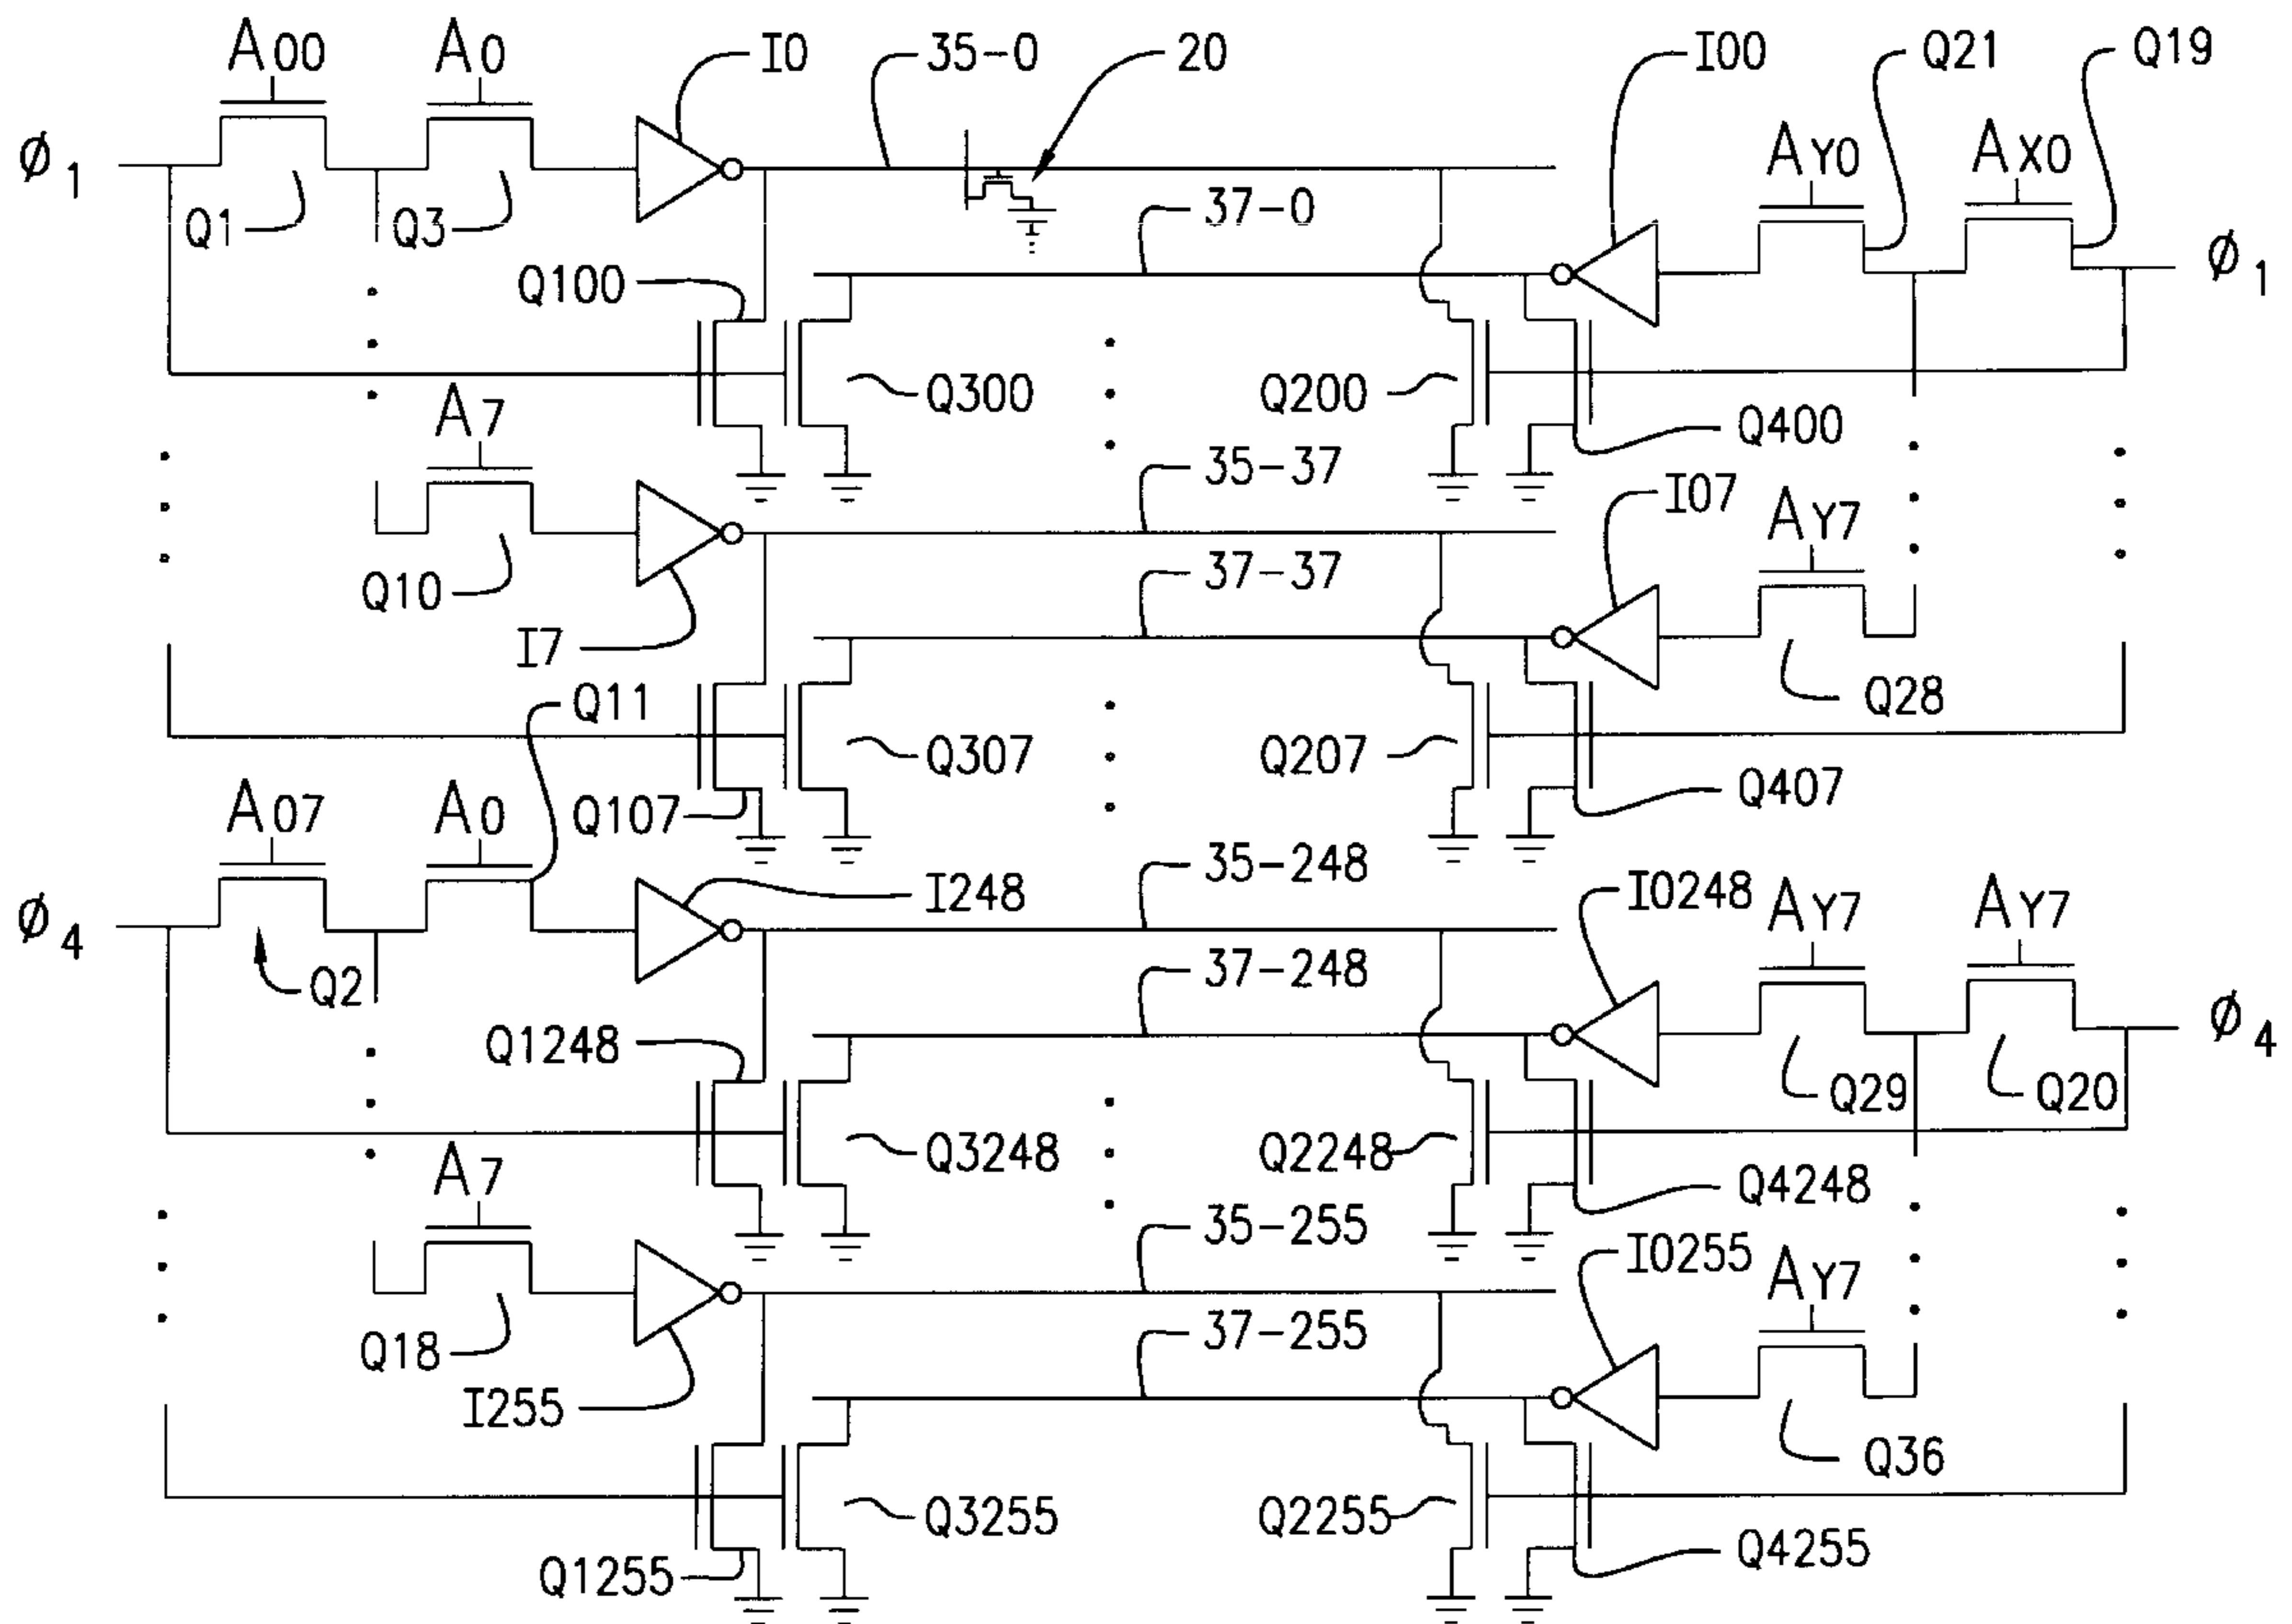 A00 A0 I0 35-0 20 I00 Q21 Q19
ϕ1 Q1 Q3 37-0 AY0 AX0 ϕ1
Q100 Q300 Q200 Q400
A7 35-37 I07 AY7
Q10 I7 37-37 Q28
Q11 Q307 Q207 Q407
Q107
A07 A0 I248 35-248 I0248 AY7 AY7
ϕ4 Q2 37-248 Q29 Q20 ϕ4
Q1248 Q3248 Q2248 Q4248
A7 35-255 I0255 AY7
Q18 I255 37-255 Q36
Q3255 Q2255 Q4255
Q1255